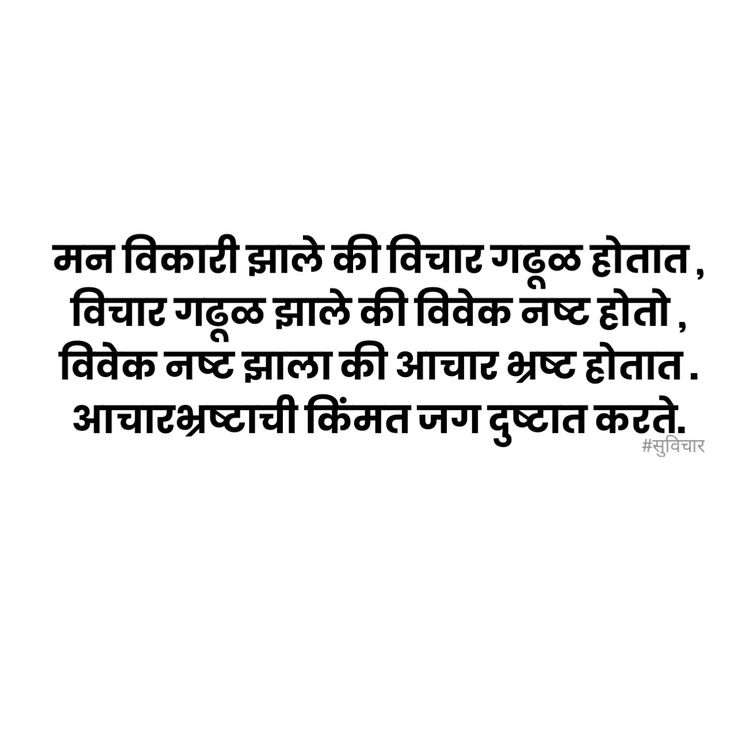 मन विकारी झाले की विचार गढूळ होतात ,
विचार गढूळ झाले की विवेक नष्ट होतो ,
विवेक नष्ट झाला की आचार भ्रष्ट होतात .
आचारभ्रष्टाची किंमत जग दुष्टात करते.
#सुविचार